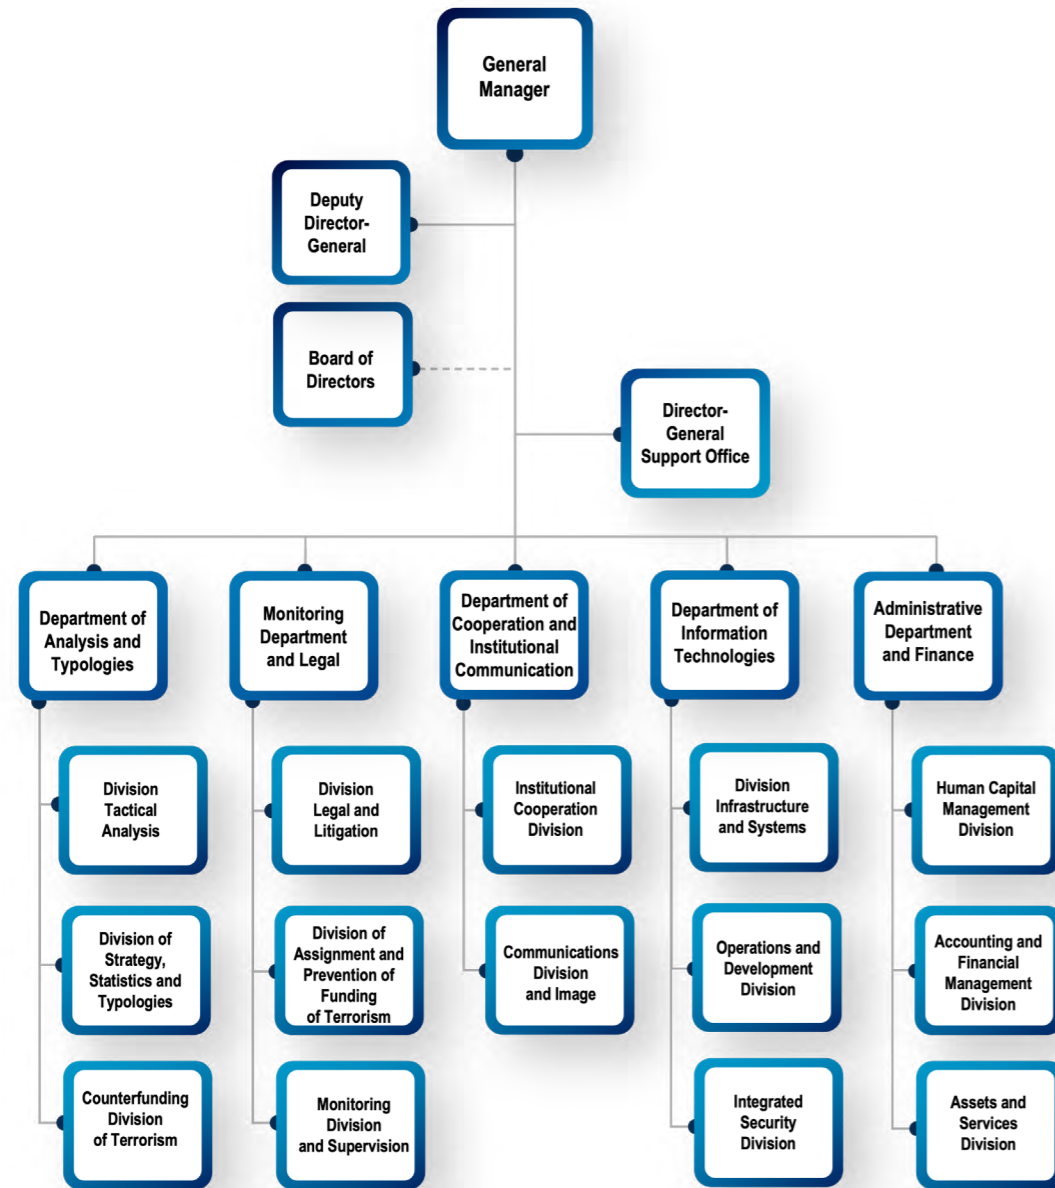 General
Manager
Deputy
Director-
General
Board of
Directors
Director-
General
Support Office
Department of
Analysis and
Typologies
Monitoring
Department
and Legal
Department of
Cooperation and
Institutional
Communication
Department of
Information
Technologies
Administrative
Department
and Finance
Division
Tactical
Analysis
Division
Legal and
Litigation
Institutional
Cooperation
Division
Division
Infrastructure
and Systems
Human Capital
Management
Division
Division of
Strategy,
Statistics and
Typologies
Division of
Assignment and
Prevention of
Funding
of Terrorism
Communications
Division
and Image
Operations and
Development
Division
Accounting and
Financial
Management
Division
Counterfunding
Division
of Terrorism
Monitoring
Division
and Supervision
Integrated
Security
Division
Assets and
Services
Division